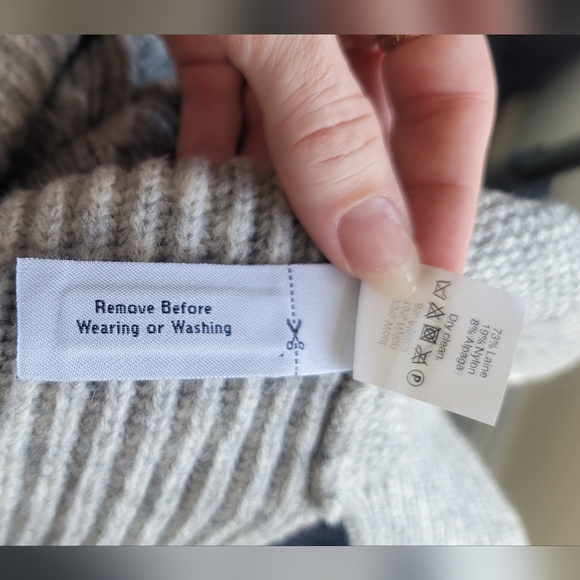 Remove Before
Wearing or Washing
73% Laine
19% Nylon
8% Alpaga
Dry clean.
P